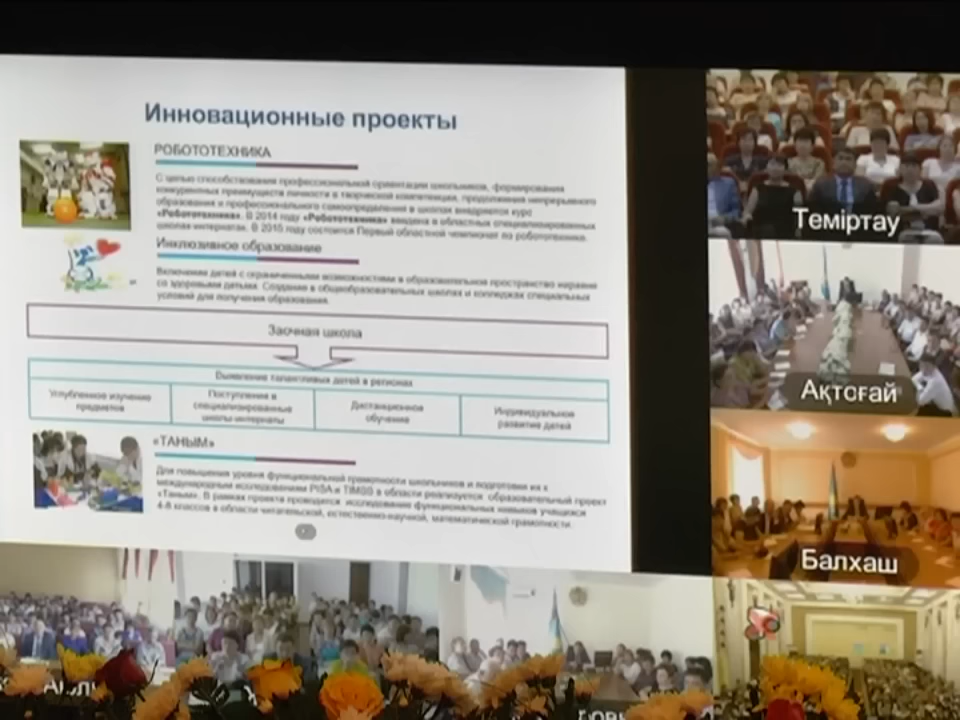 Инновационные проекты
РОБОТОТЕХНИКА
С целью способствования профессиональной ориентации школьников, формирования
конкурентных преимуществ личности и творческой компетенции, продолжения непрерывного
образования и профессионального самоопределения в школах внедряется курс
«Робототехника». В 2014 году «Робототехника» введена в областных специализированных
школах-интернатах. В 2015 году состоится Первый областной чемпионат по робототехнике.
Инклюзивное образование
Включение детей с ограниченными возможностями в образовательное пространство наравне
со здоровыми детьми. Создание в общеобразовательных школах и колледжах специальных
условий для получения образования.
Заочная школа
Выявление талантливых детей в регионах
Углубленное изучение
предметов
Поступление в
специализированные
школы-интернаты
Дистанционное
обучение
Индивидуальное
развитие детей
«ТАНЫМ»
Для повышения уровня функциональной грамотности школьников и подготовки их к
международным исследованиям PISA и TIMSS в области реализуется образовательный проект
«Таным». В рамках проекта проводится исследование функциональных навыков учащихся
4-8 классов в области читательской, естественно-научной, математической грамотности.
Теміртау
Ақтоғай
Балхаш